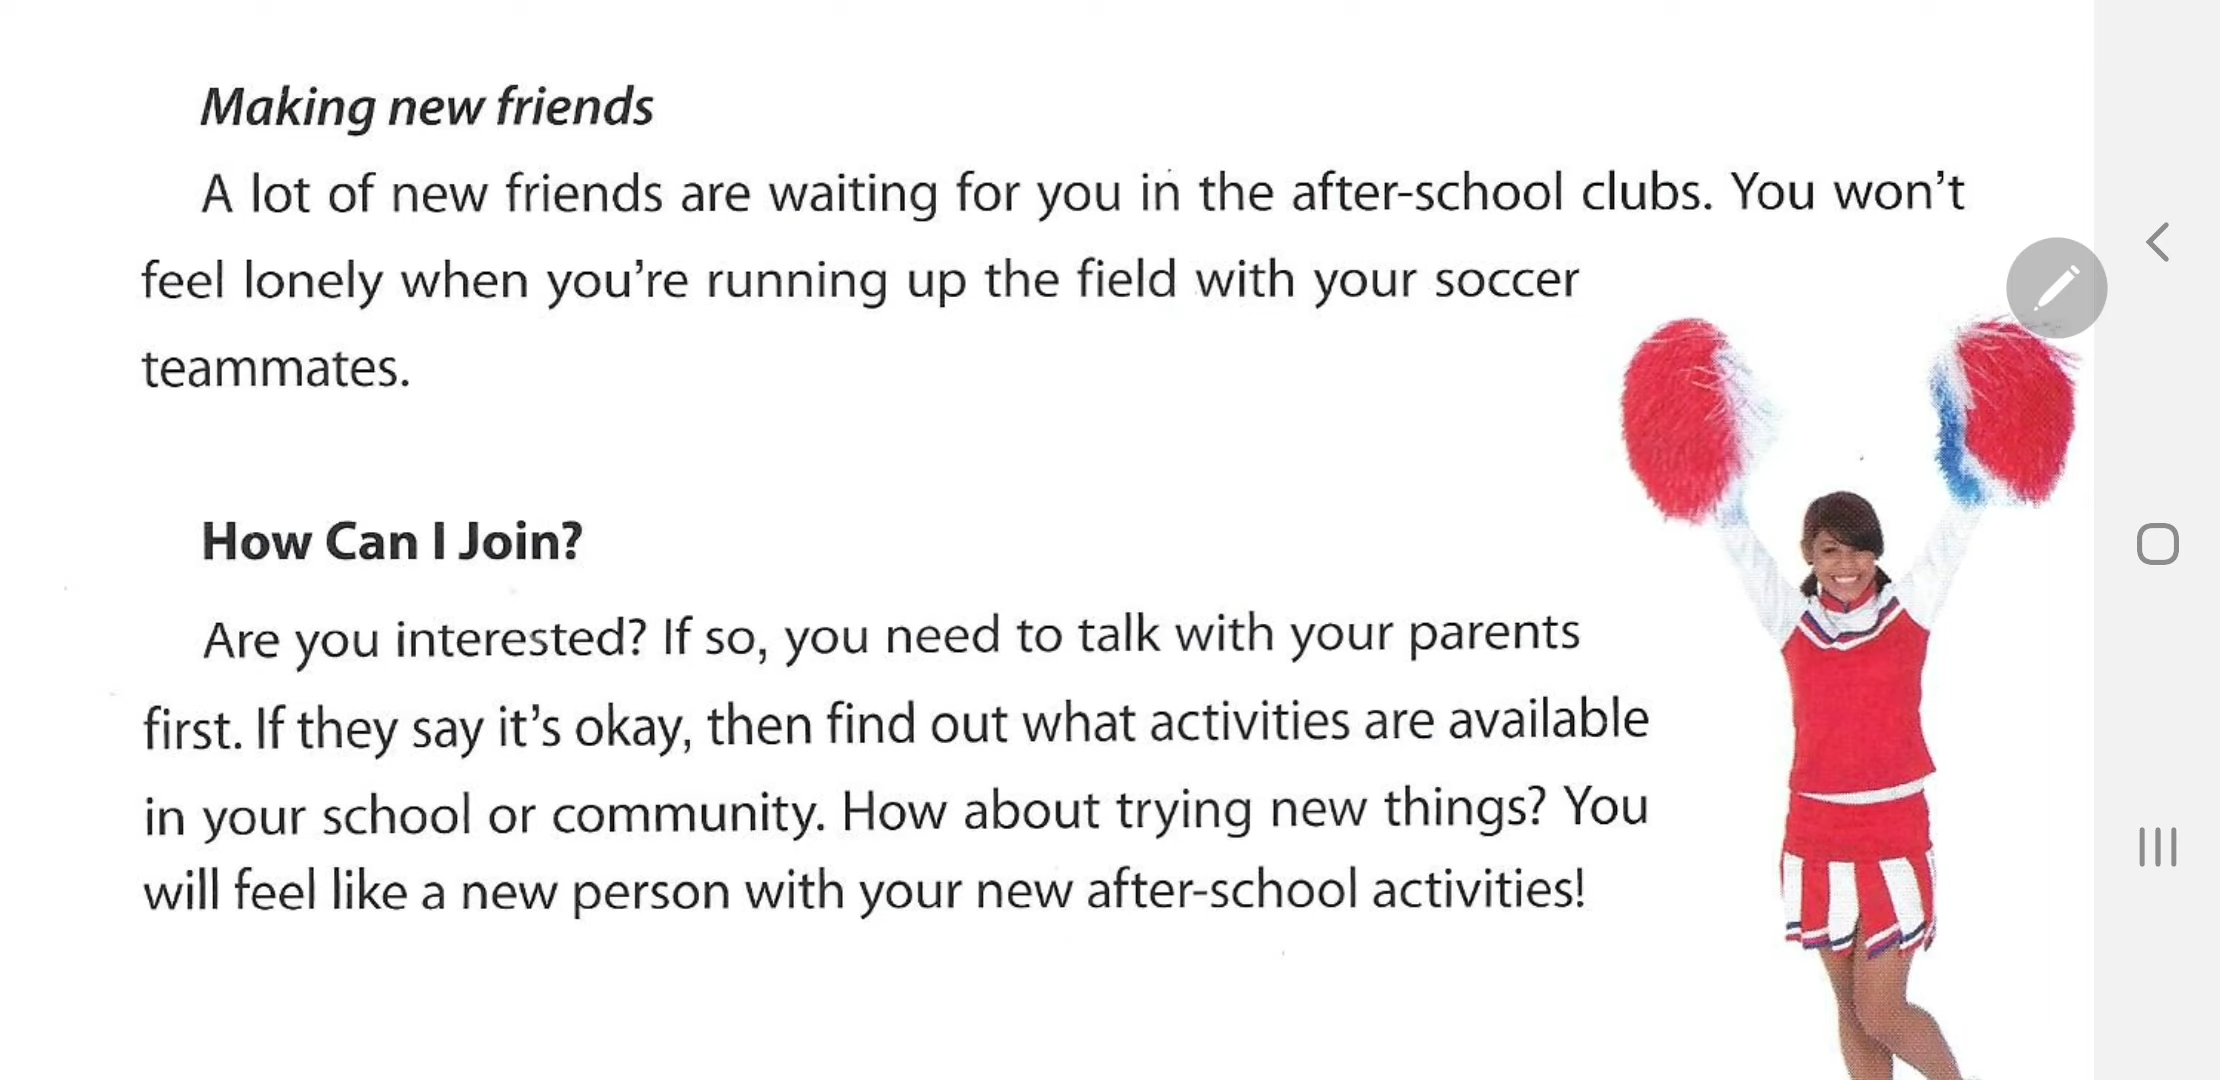 Making new friends
A lot of new friends are waiting for you in the after-school clubs. You won't
feel lonely when you're running up the field with your soccer
teammates.
How Can I Join?
Are you interested? If so, you need to talk with your parents
first. If they say it's okay, then find out what activities are available
in your school or community. How about trying new things? You
will feel like a new person with your new after-school activities!